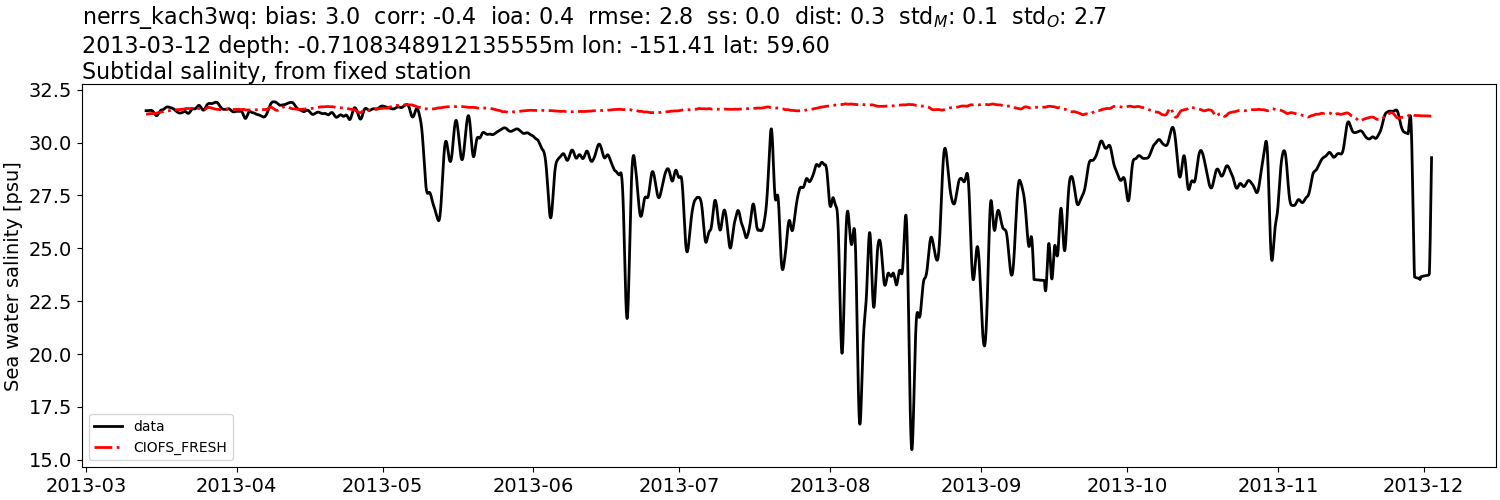 nerrs_kach3wq: bias: 3.0  corr: -0.4  ioa: 0.4  rmse: 2.8  ss: 0.0  dist: 0.3  std_M: 0.1  std_O: 2.7
2013-03-12 depth: -0.7108348912135555m lon: -151.41 lat: 59.60
Subtidal salinity, from fixed station
Sea water salinity [psu]
32.5
30.0
27.5
25.0
22.5
20.0
17.5
15.0
data
CIOFS_FRESH
2013-03 2013-04 2013-05 2013-06 2013-07 2013-08 2013-09 2013-10 2013-11 2013-12